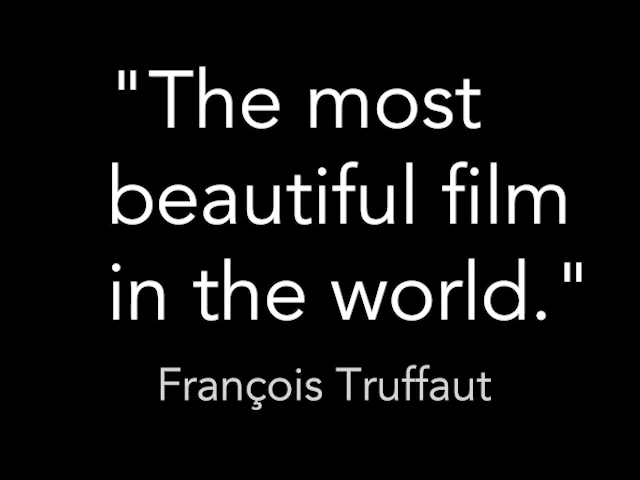 "The most
beautiful film
in the world."
François Truffaut